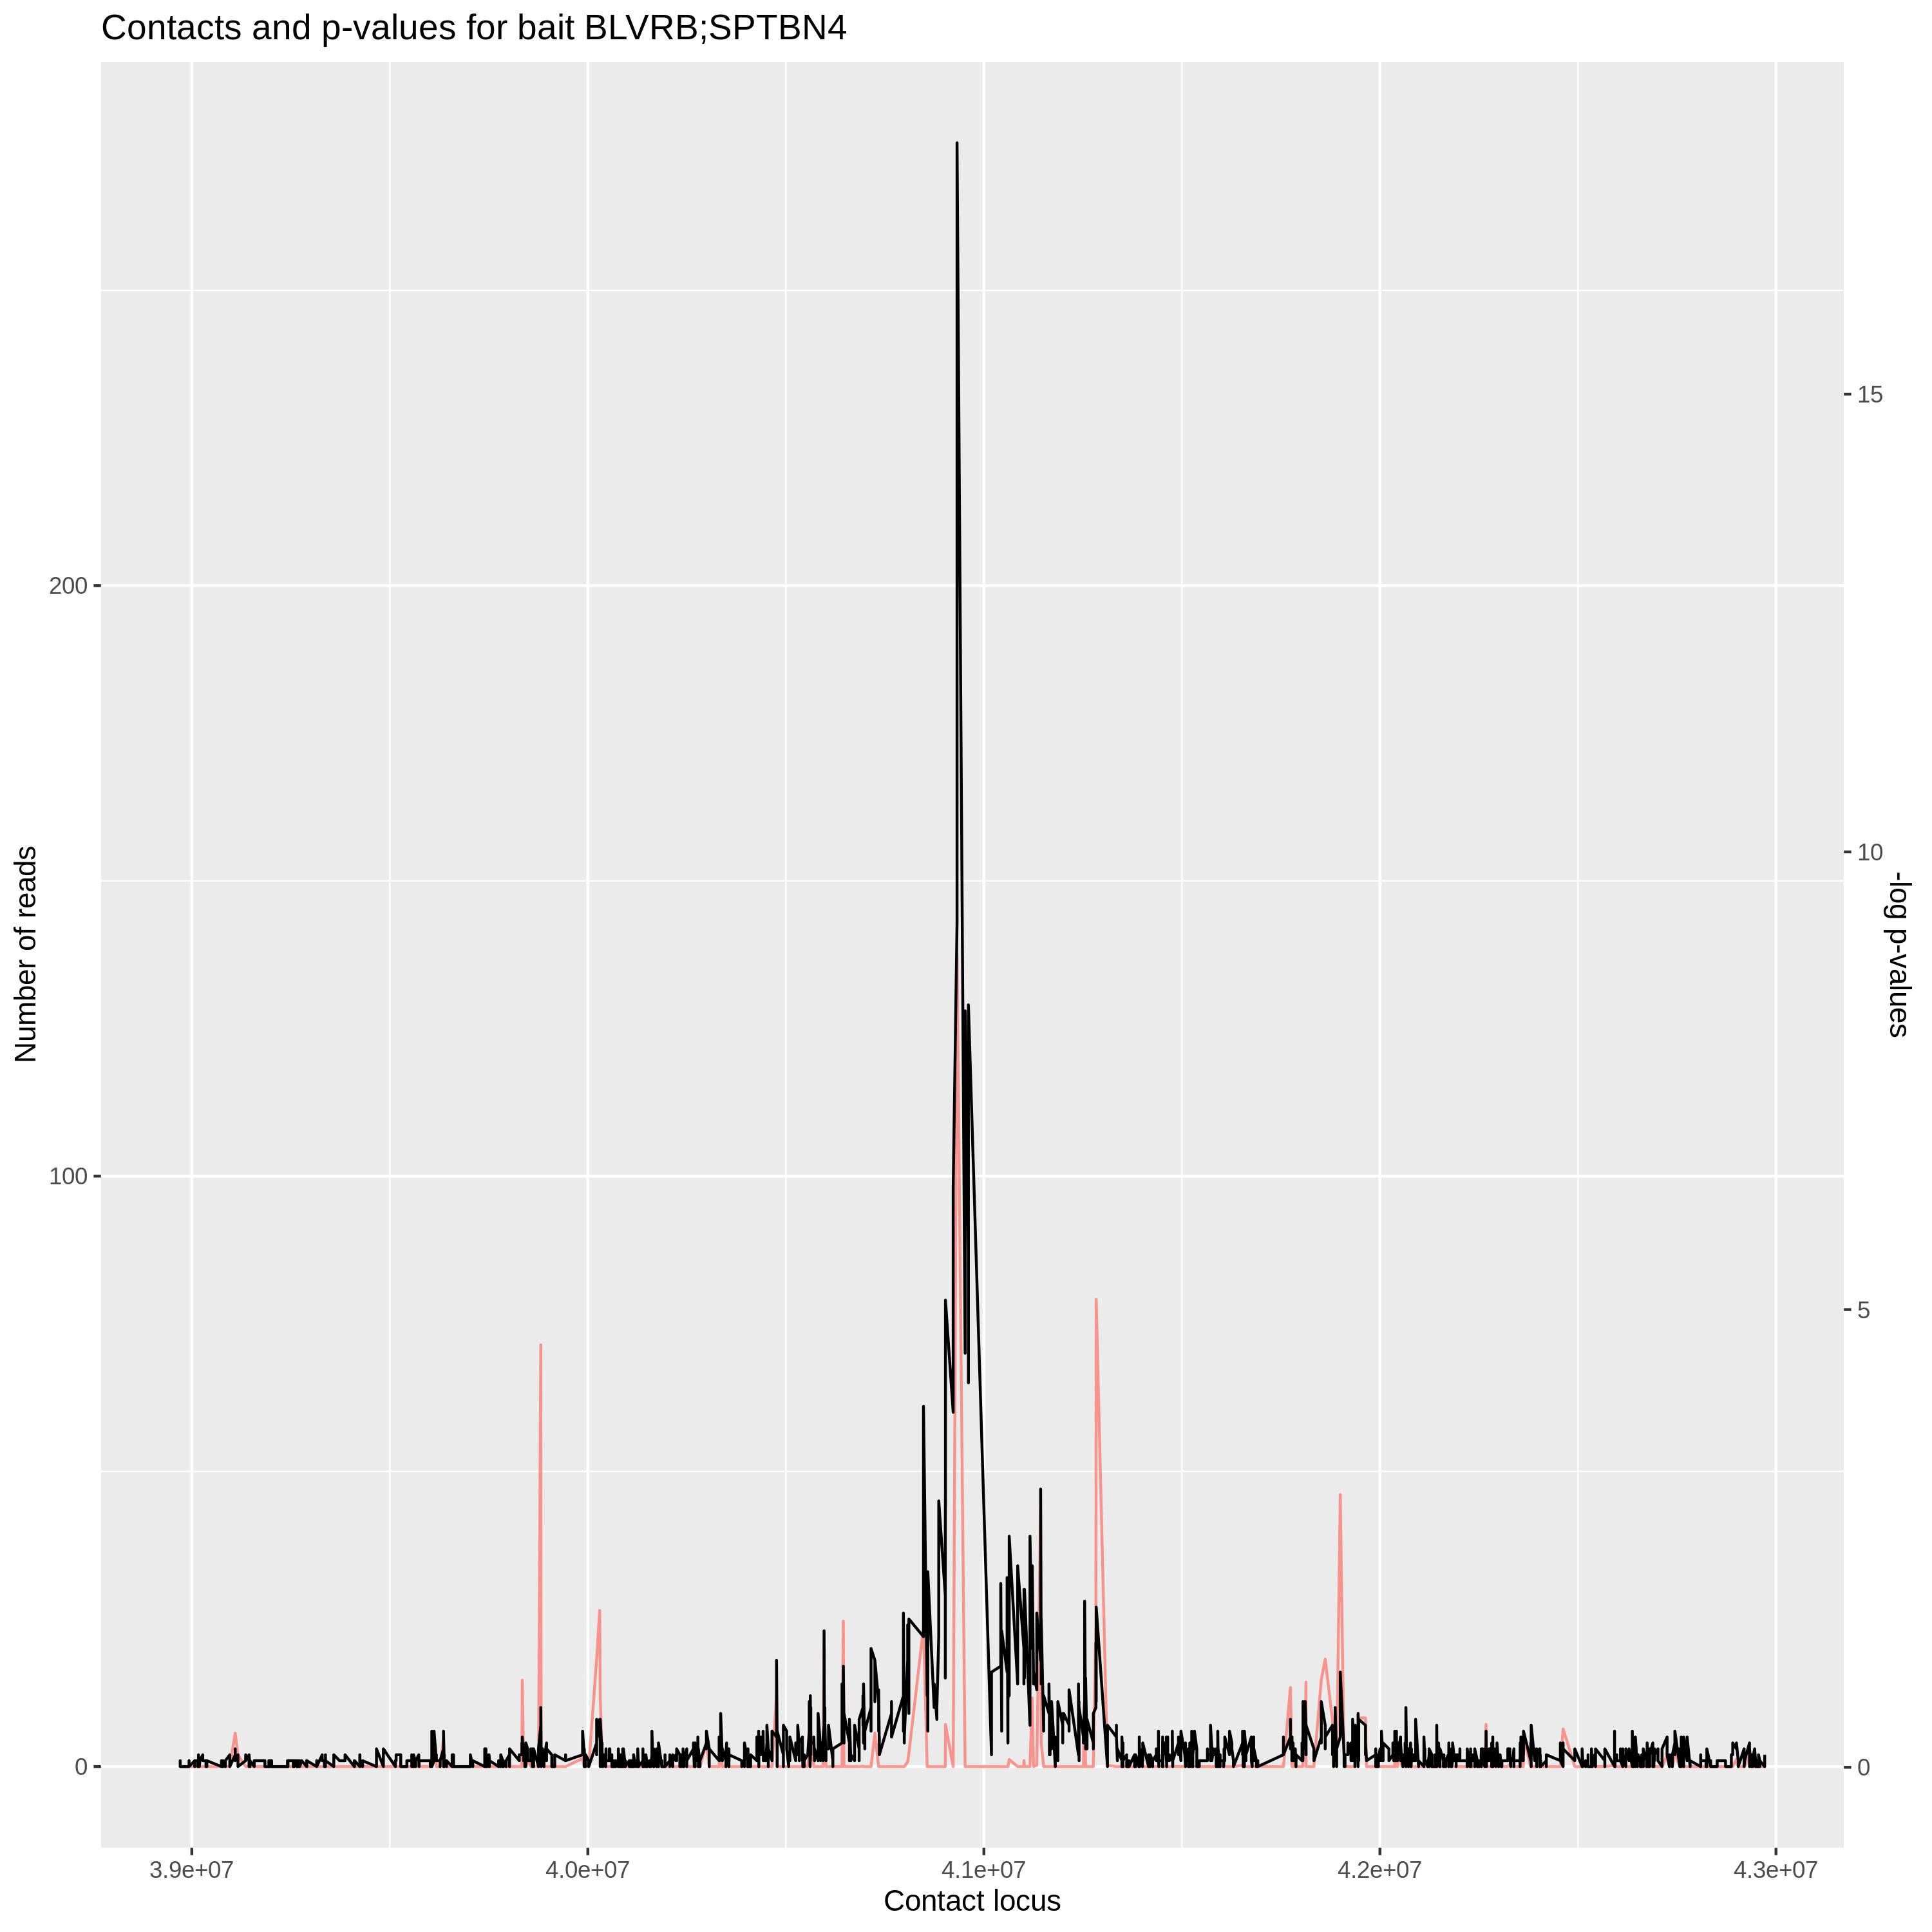 Contacts and p-values for bait BLVRB;SPTBN4
Number of reads
200
100
0
15
10
5
0
-log p-values
3.9e+07 4.0e+07 4.1e+07 4.2e+07 4.3e+07
Contact locus